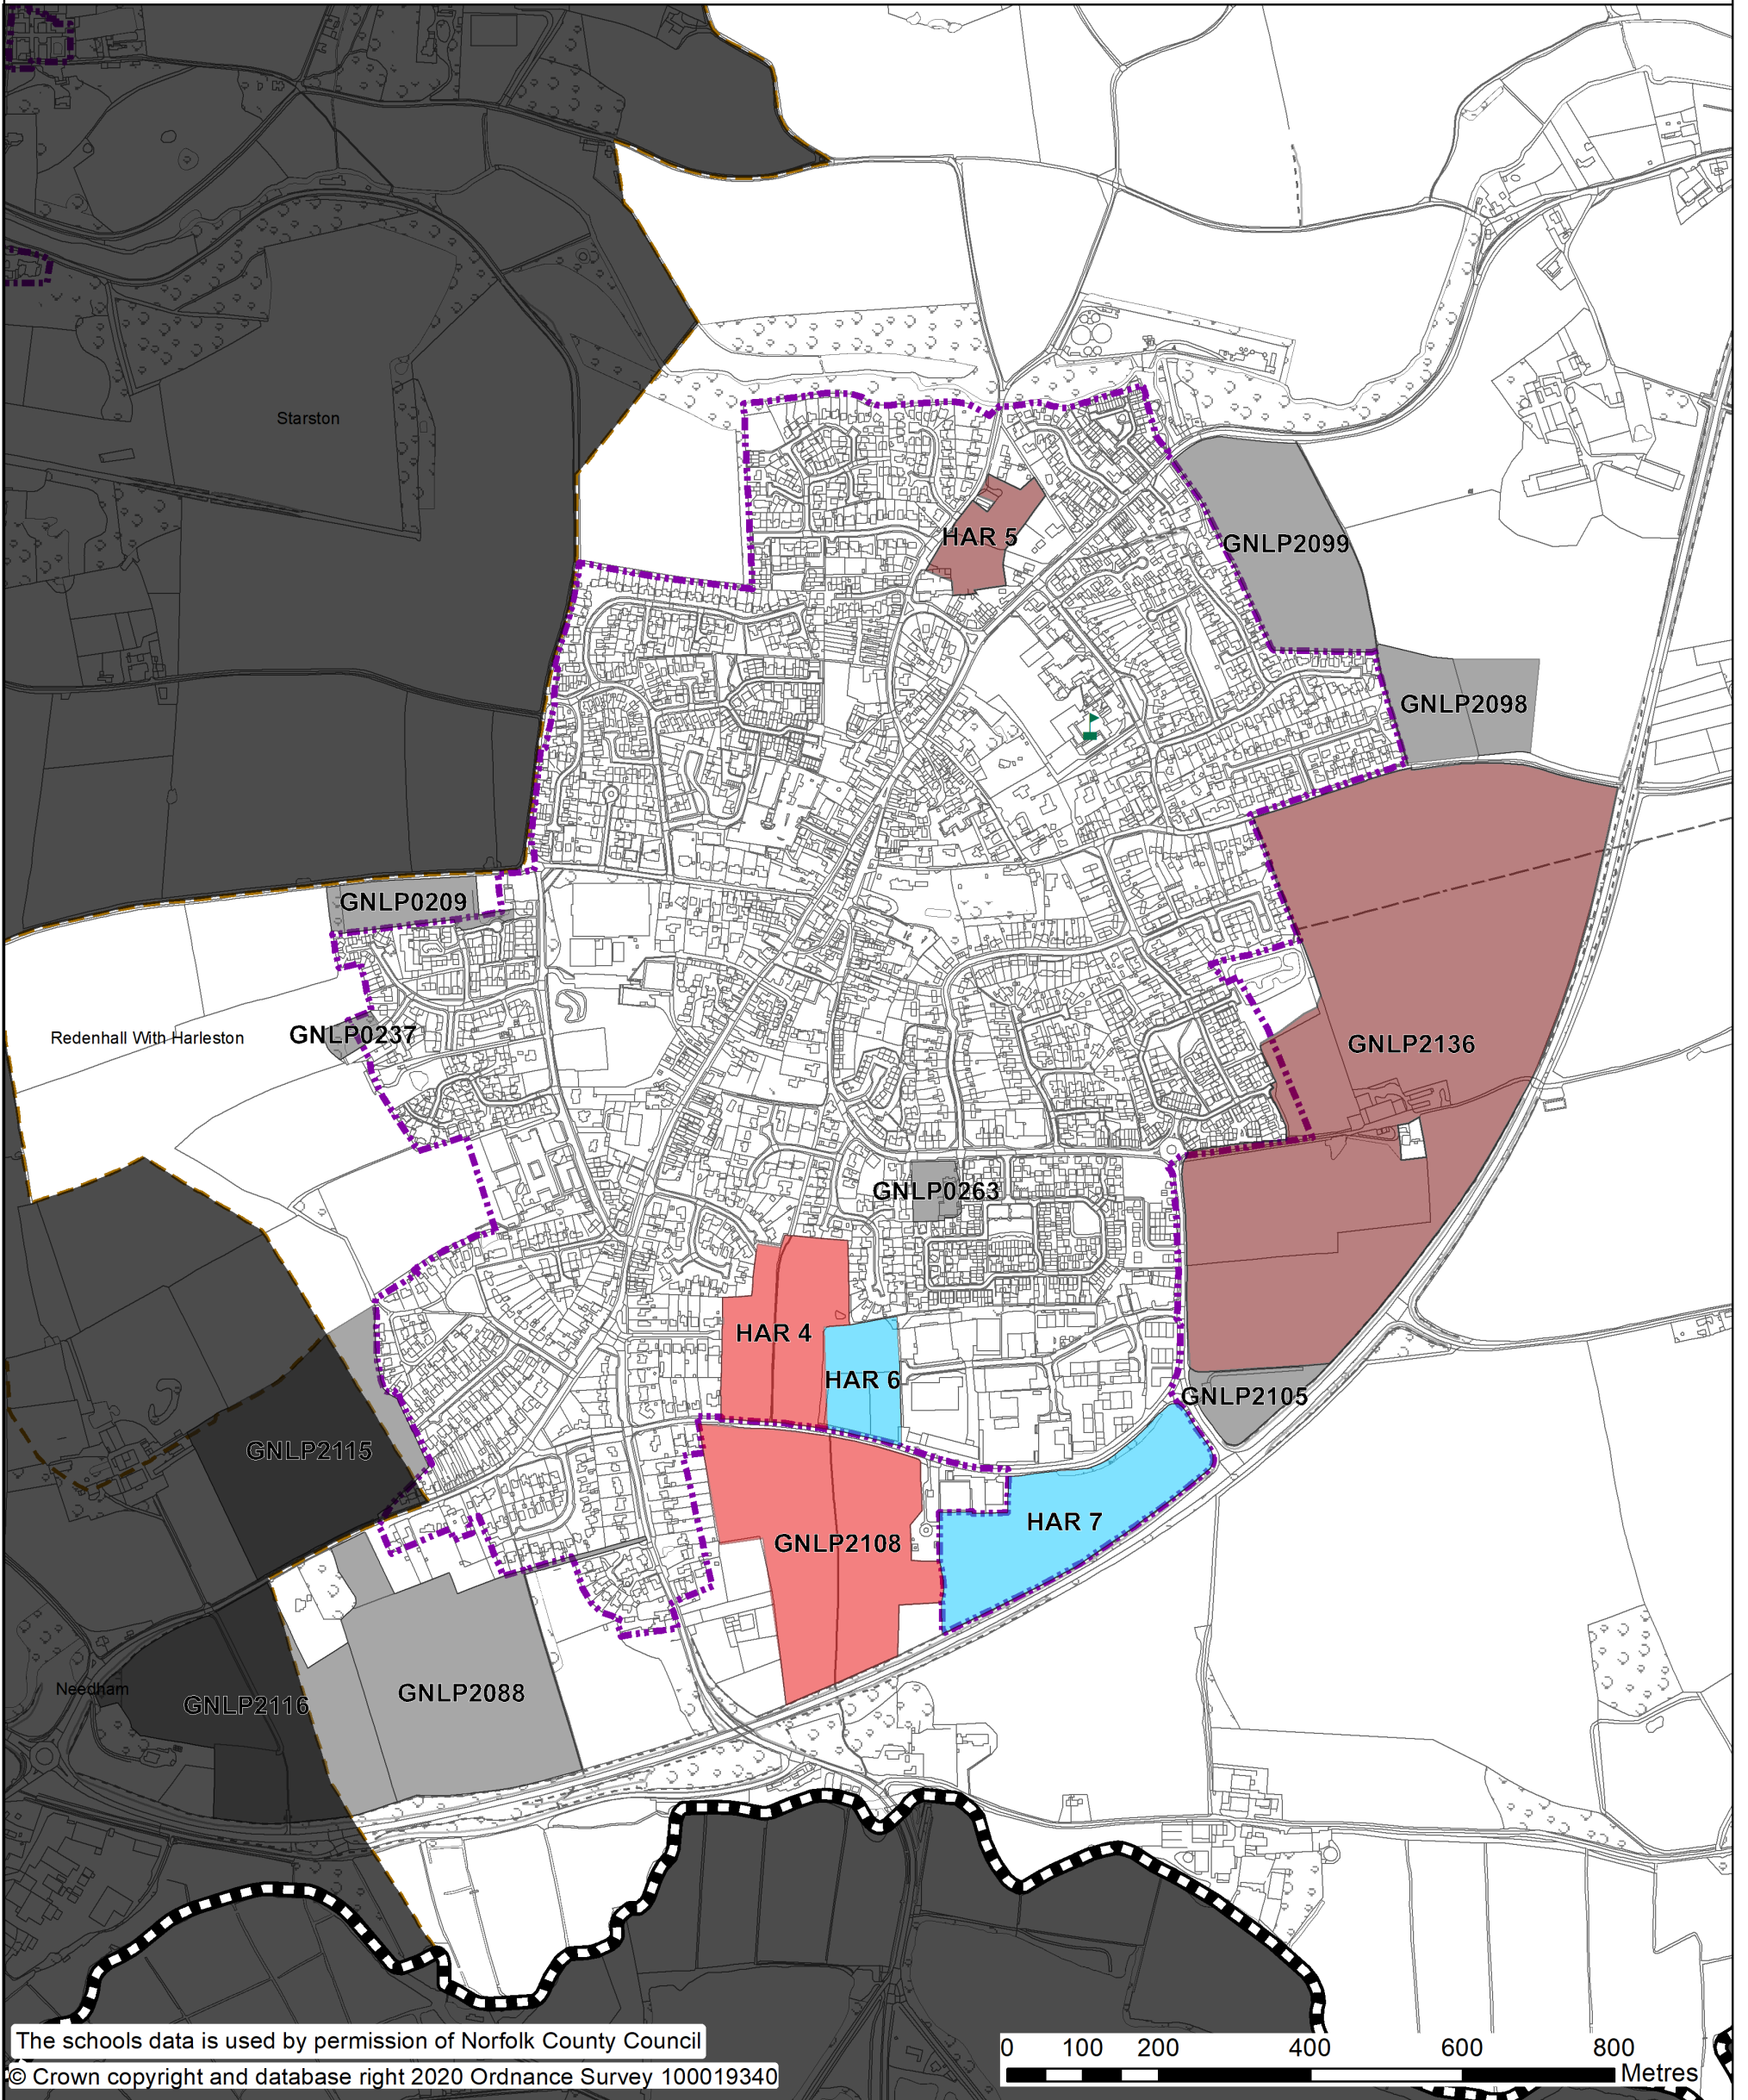 Starston
HAR 5
GNLP2099
GNLP2098
GNLP0209
GNLP0237
Redenhall With Harleston
GNLP2136
GNLP0263
HAR 4
HAR 6
GNLP2105
GNLP2115
HAR 7
GNLP2108
Needham
GNLP2116
GNLP2088
The schools data is used by permission of Norfolk County Council
© Crown copyright and database right 2020 Ordnance Survey 100019340
0 100 200 400 600 800
Metres